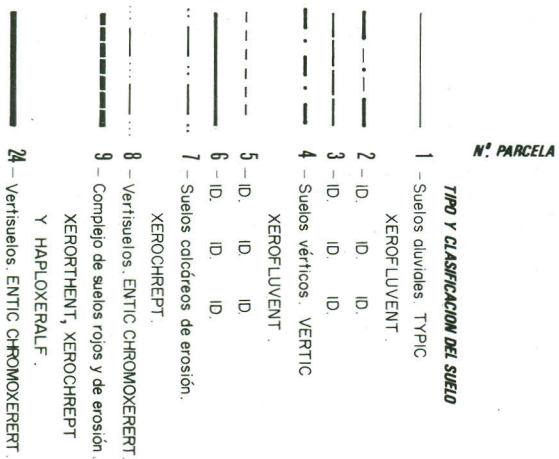 Nº PARCELA
TIPO Y CLASIFICACION DEL SUELO
1 – Suelos aluviales. TYPIC
XEROFLUVENT.
2 – ID. ID. ID.
3 – ID. ID. ID.
4 – Suelos vérticos. VERTIC
XEROFLUVENT.
5 – ID. ID. ID.
6 – ID. ID. ID.
7 – Suelos calcáreos de erosión.
XEROCHREPT.
8 – Vertisuelos. ENTIC CHROMOXERERT.
9 – Complejo de suelos rojos y de erosión.
XERORTHENT, XEROCHREPT
Y HAPLOXERALF.
24 – Vertisuelos. ENTIC CHROMOXERERT.